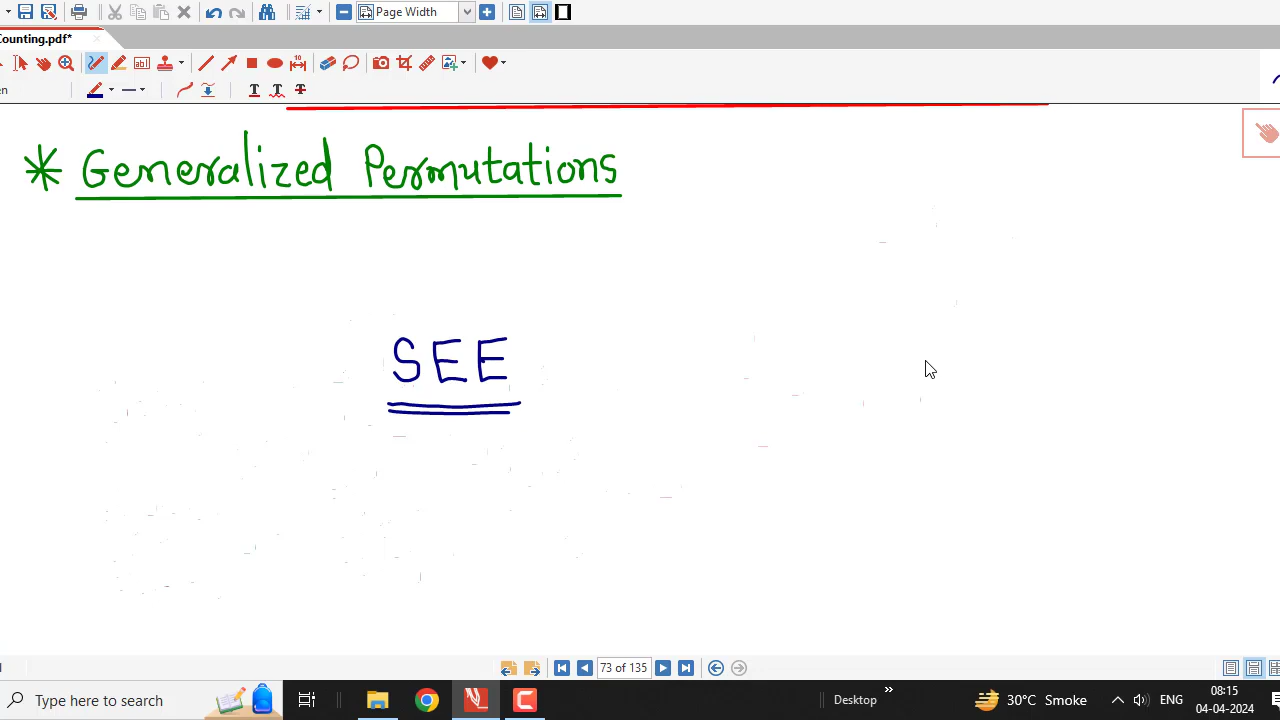 Page Width
Counting.pdf*
en
* Generalized Permutations
SEE
73 of 135
Type here to search
Desktop
30°C Smoke
ENG
08:15
04-04-2024